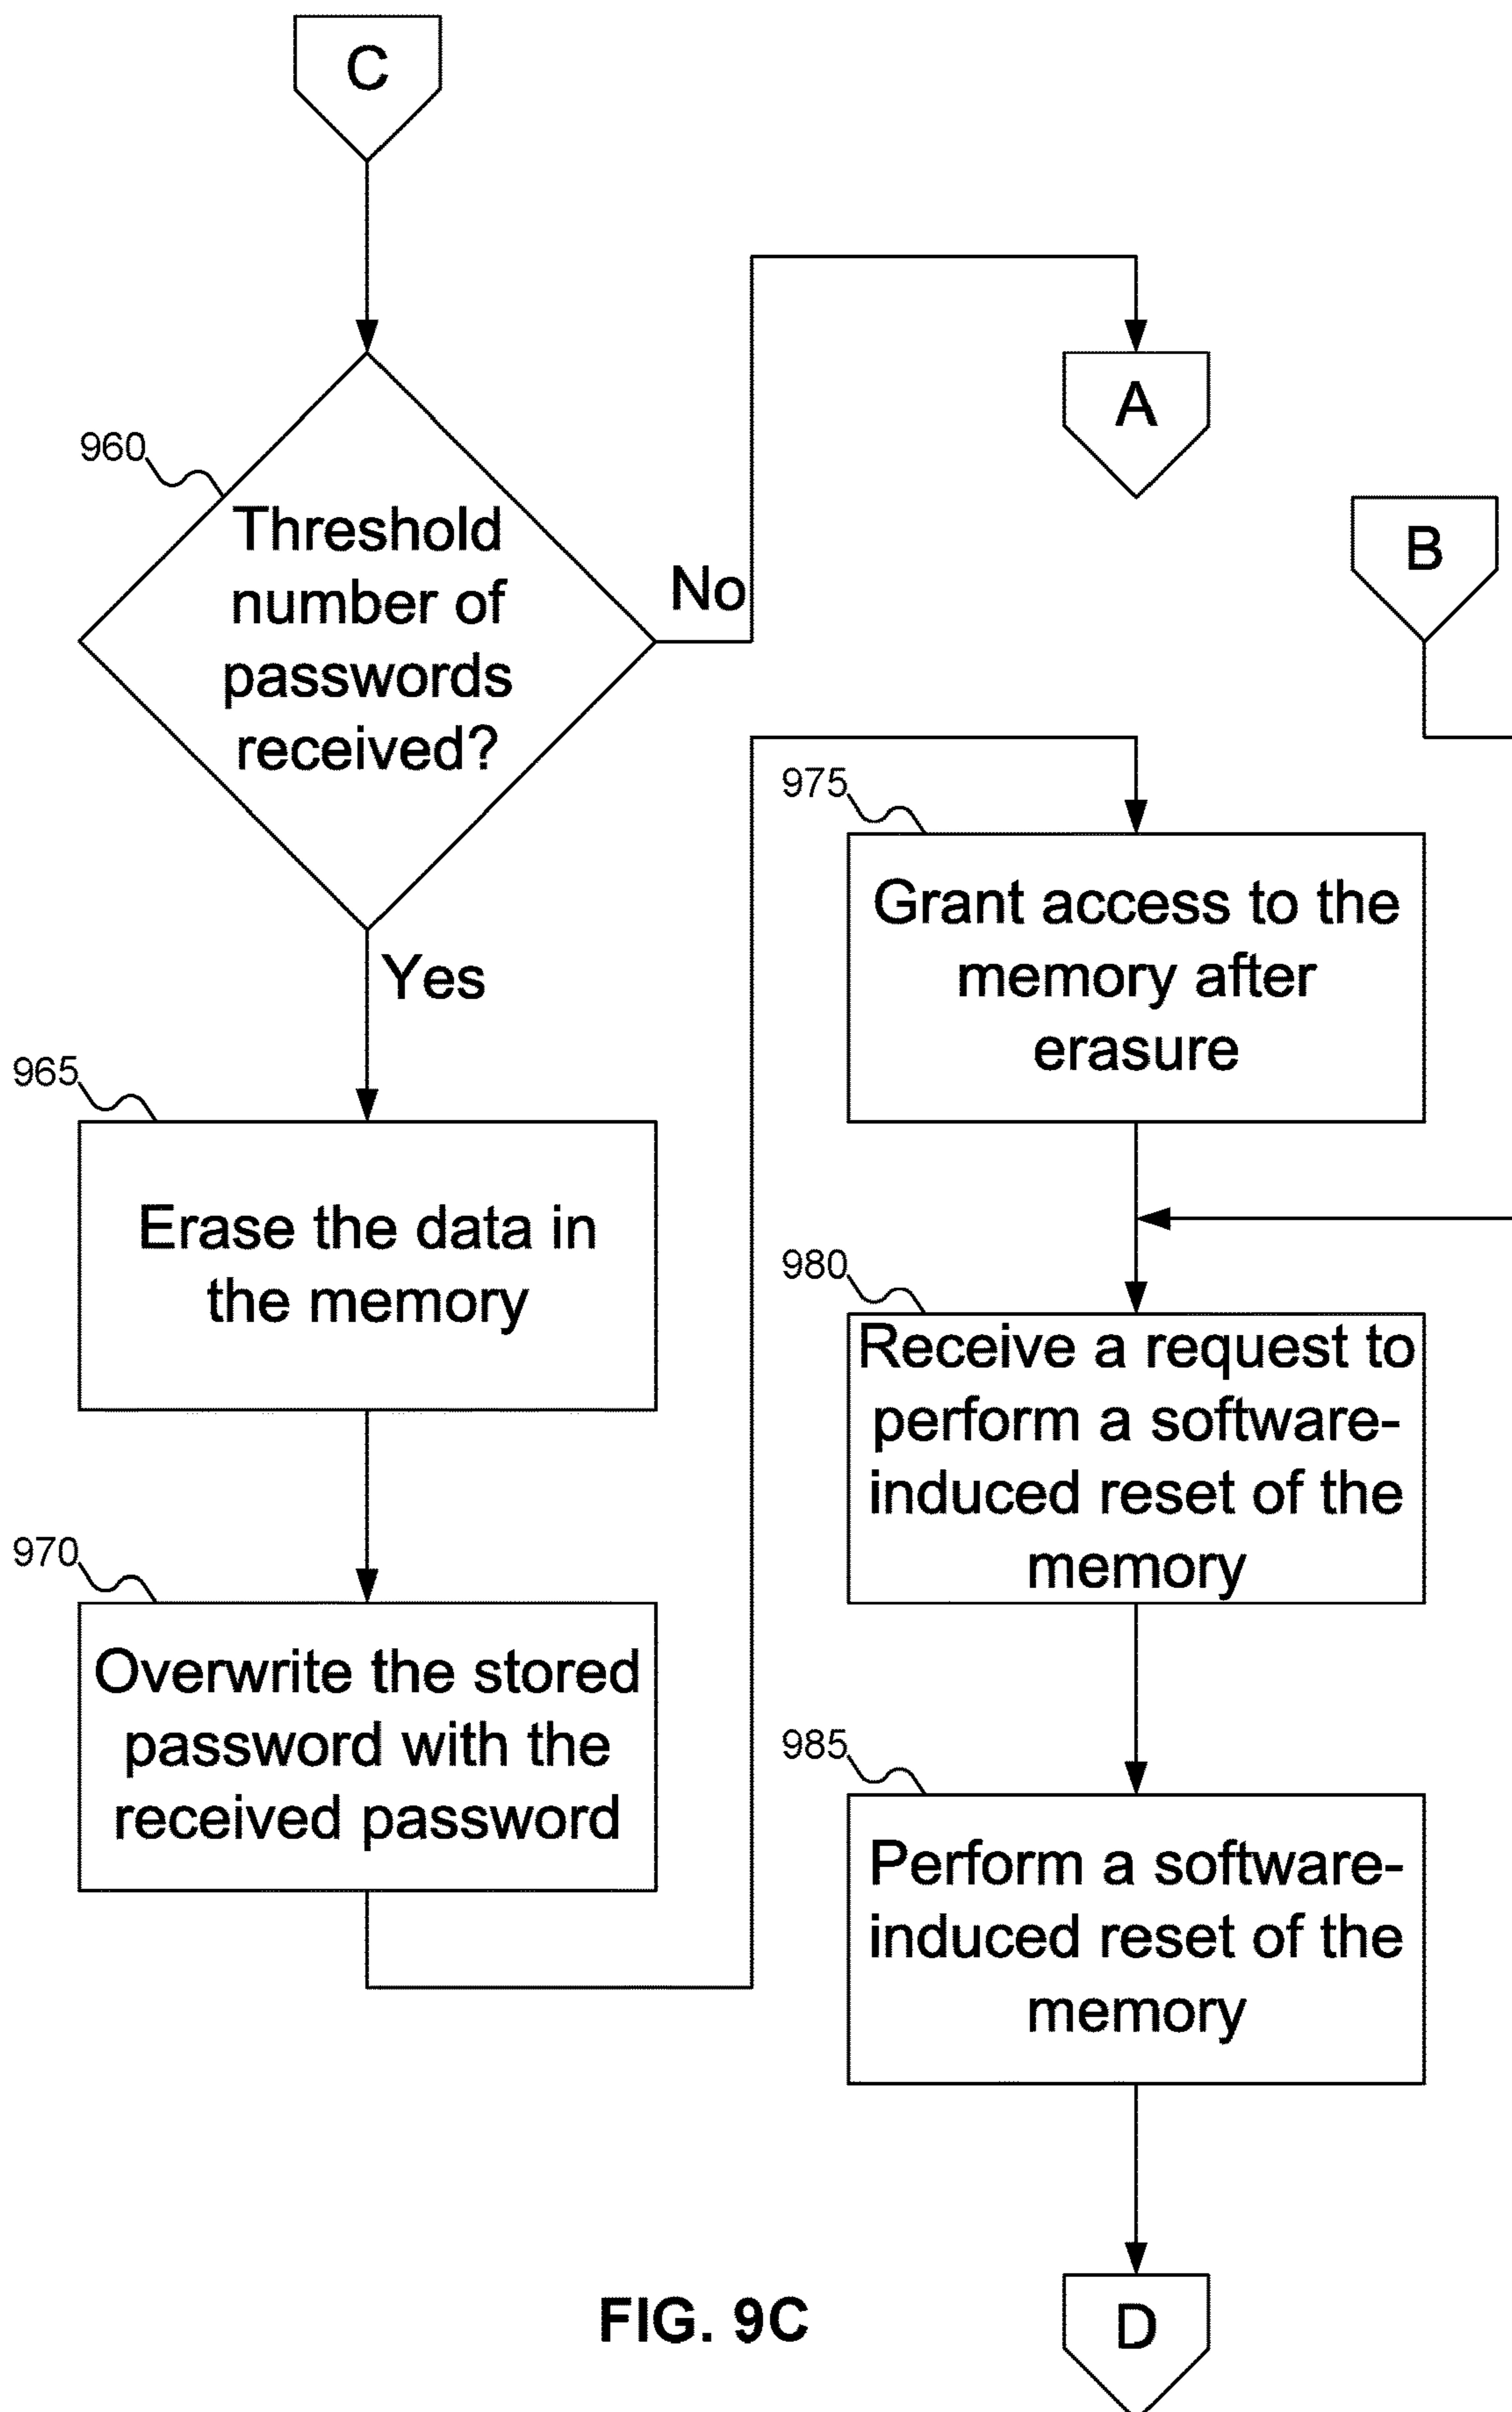 C
960
Threshold
number of
passwords
received?
No
Yes
A
B
965
Erase the data in
the memory
970
Overwrite the stored
password with the
received password
975
Grant access to the
memory after
erasure
980
Receive a request to
perform a software-
induced reset of the
memory
985
Perform a software-
induced reset of the
memory
D
FIG. 9C